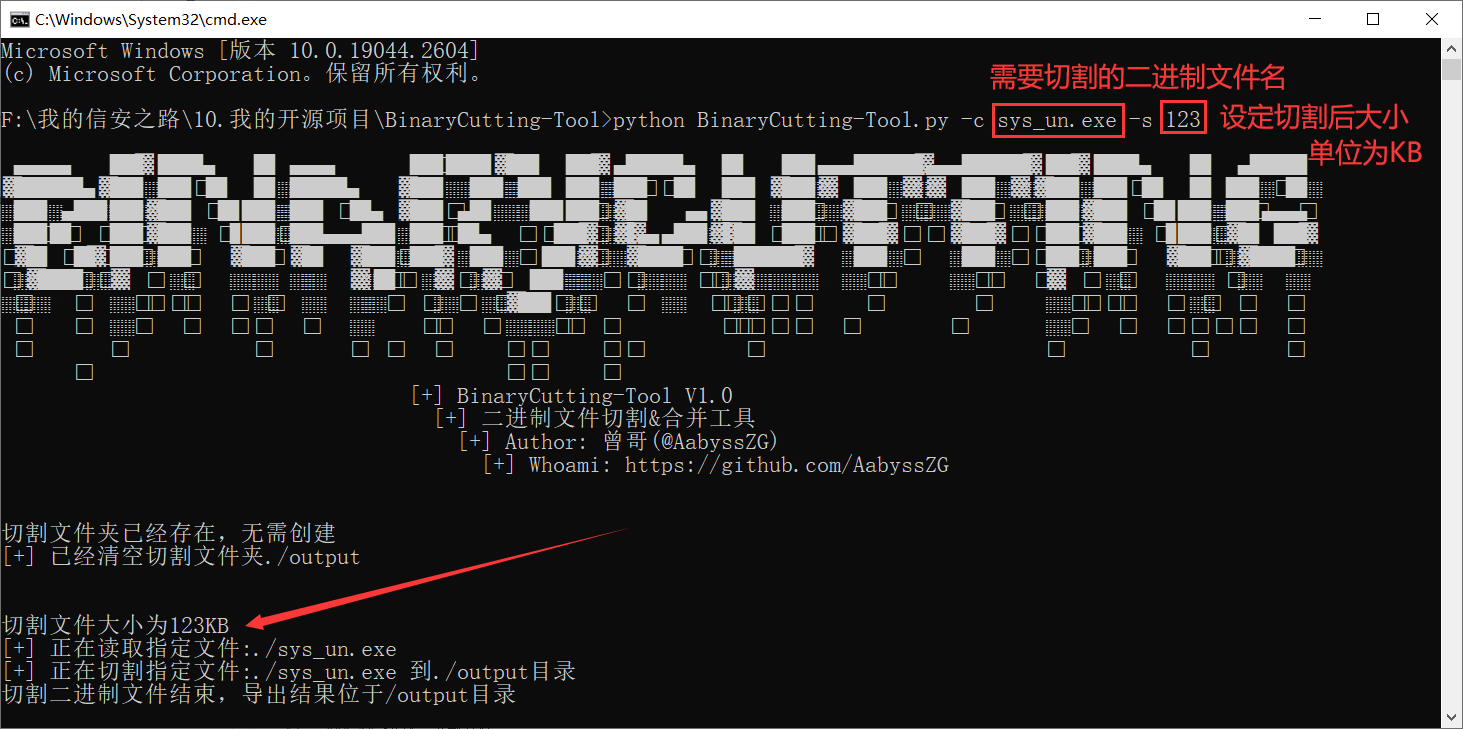 C:\Windows\System32\cmd.exe
Microsoft Windows [版本 10.0.19044.2604]
(c) Microsoft Corporation。保留所有权利。
需要切割的二进制文件名
F:\我的信安之路\10.我的开源项目\BinaryCutting-Tool>python BinaryCutting-Tool.py -c sys_un.exe -s 123
设定切割后大小
单位为KB
[+] BinaryCutting-Tool V1.0
[+] 二进制文件切割&合并工具
[+] Author: 曾哥(@AabyssZG)
[+] Whoami: https://github.com/AabyssZG
切割文件夹已经存在，无需创建
[+] 已经清空切割文件夹./output
切割文件大小为123KB
[+] 正在读取指定文件:./sys_un.exe
[+] 正在切割指定文件:./sys_un.exe 到./output目录
切割二进制文件结束，导出结果位于/output目录